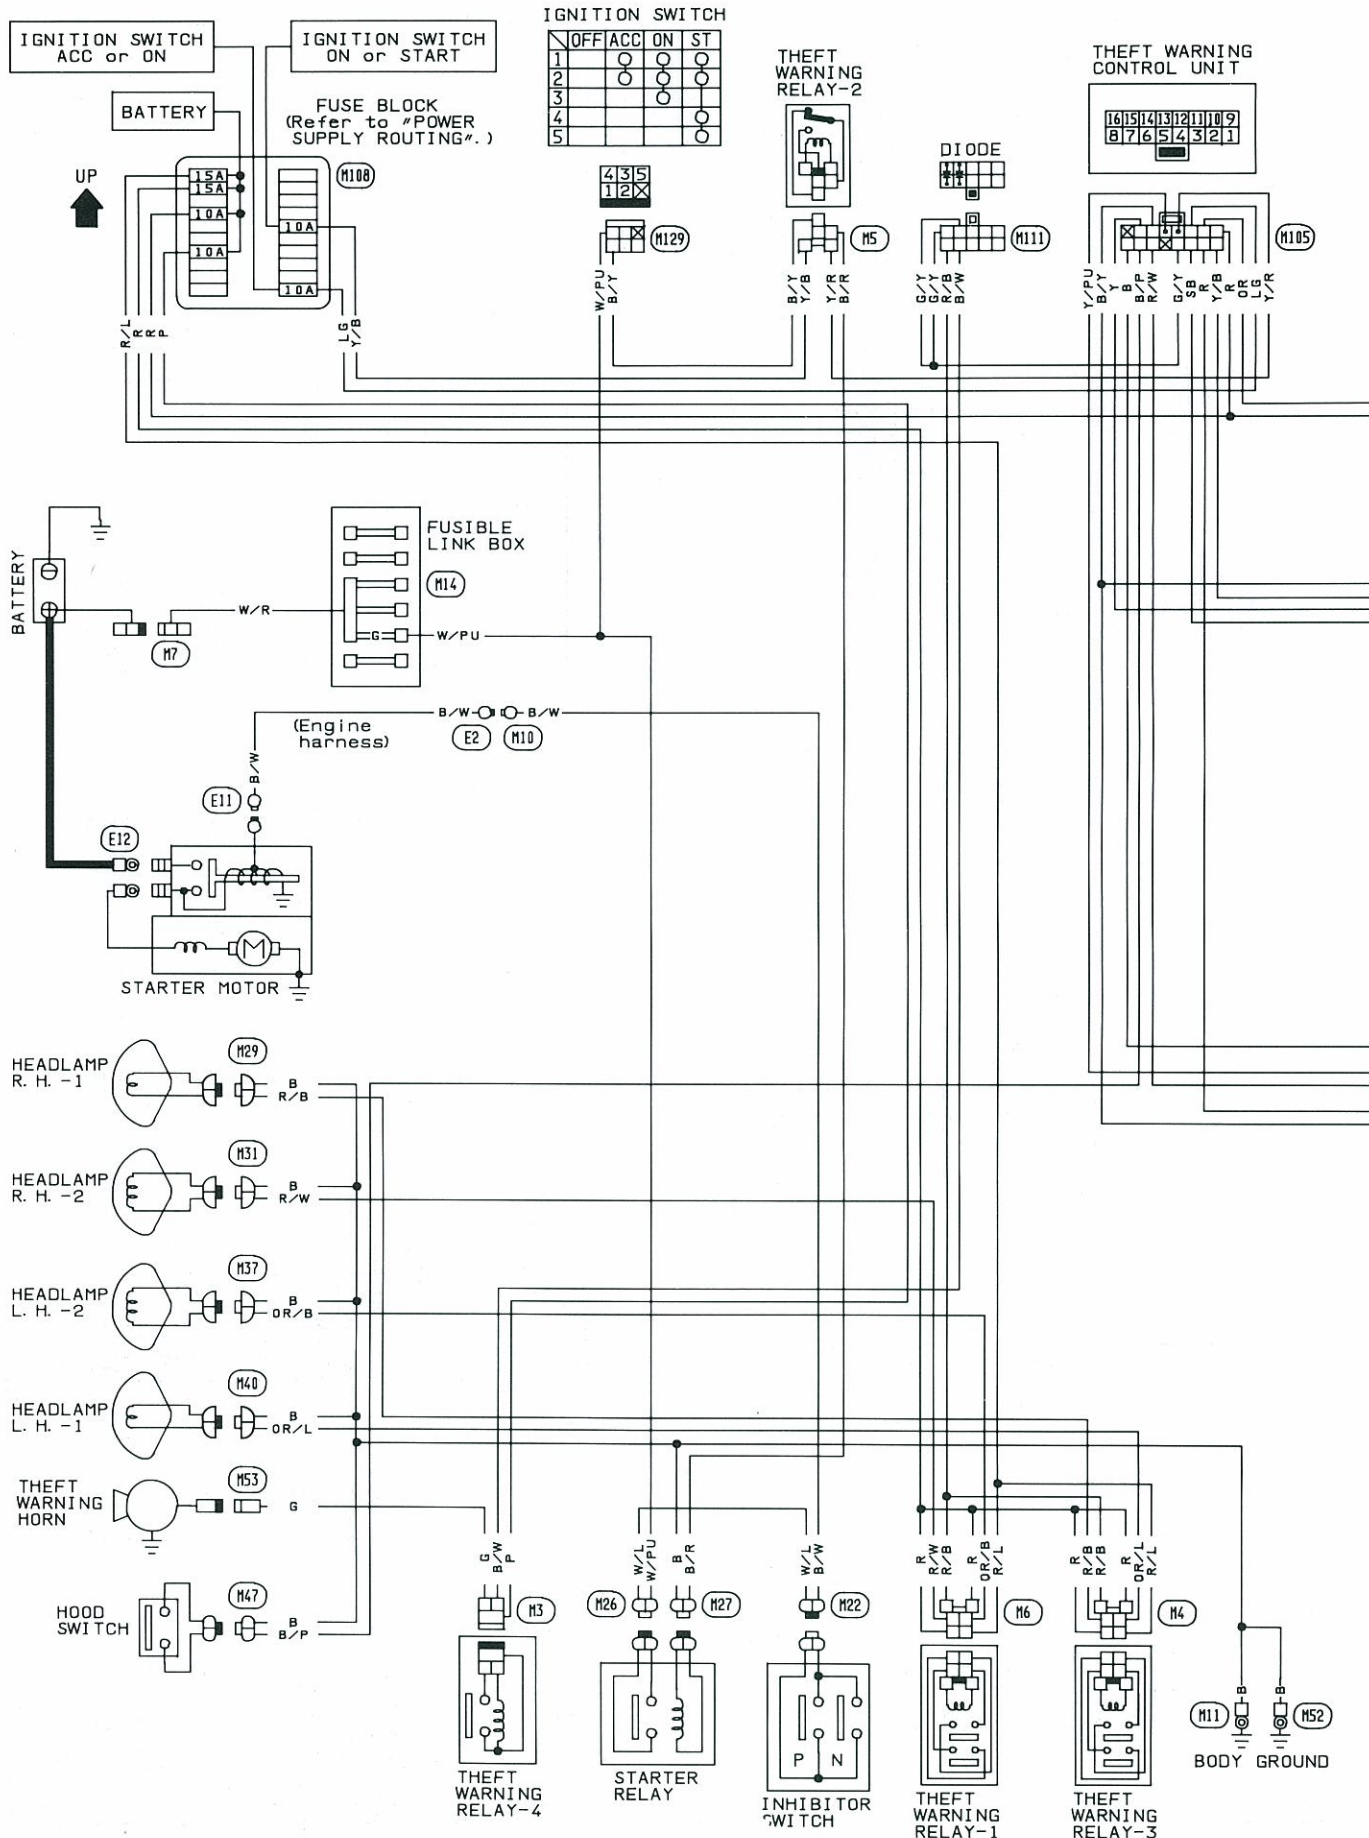 IGNITION SWITCH
ACC or ON
IGNITION SWITCH
ON or START
BATTERY
FUSE BLOCK
(Refer to "POWER
SUPPLY ROUTING".)
UP
15A
15A
10A
10A
10A
10A
M108
R/L
R
R
P
LG
Y/B
IGNITION SWITCH
OFF ACC ON ST
1
2
3
4
5
4 3 5
1 2
M129
W/PU
B/Y
THEFT
WARNING
RELAY-2
M5
B/Y
Y/B
Y/R
B/R
DIODE
M111
G/Y
G/Y
R/B
B/W
THEFT WARNING
CONTROL UNIT
16 15 14 13 12 11 10 9
8 7 6 5 4 3 2 1
M105
Y/PU
B/Y
Y
B
B/P
R/W
G/Y
SB
R
Y/B
R
OR
LG
Y/R
BATTERY
M7
W/R
FUSIBLE
LINK BOX
M14
G
W/PU
(Engine
harness)
B/W
E2
M10
B/W
B/W
E11
E12
M
STARTER MOTOR
HEADLAMP
R. H. -1
M29
B
R/B
HEADLAMP
R. H. -2
M31
B
R/W
HEADLAMP
L. H. -2
M37
B
OR/B
HEADLAMP
L. H. -1
M40
B
OR/L
THEFT
WARNING
HORN
M53
G
HOOD
SWITCH
M47
B
B/P
G
B/W
P
M3
THEFT
WARNING
RELAY-4
W/L
W/PU
B
B/R
M26
M27
STARTER
RELAY
W/L
B/W
M22
P N
INHIBITOR
SWITCH
R
R/W
R/B
R
OR/B
R/L
M6
THEFT
WARNING
RELAY-1
R
R/B
R/B
R
OR/L
R/L
M4
THEFT
WARNING
RELAY-3
B
B
M11
M52
BODY GROUND